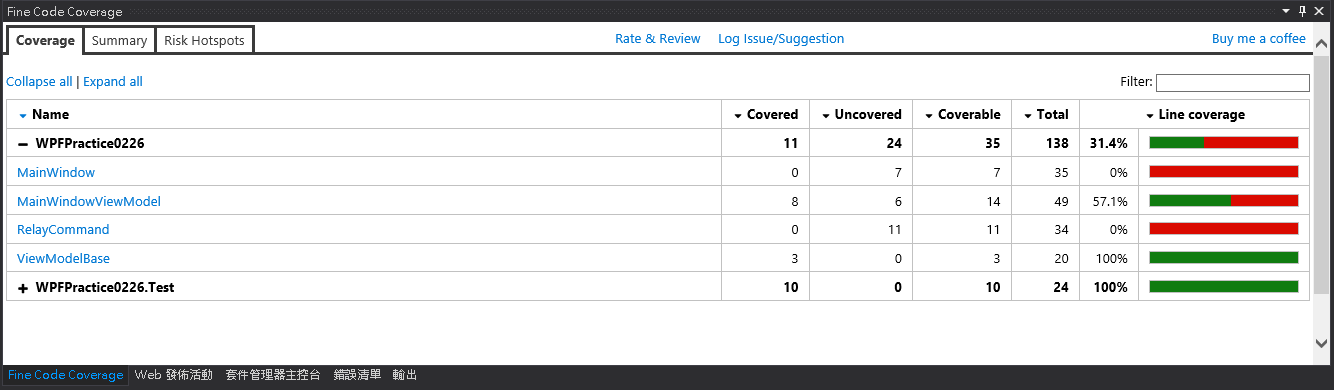 Fine Code Coverage
Coverage Summary Risk Hotspots Rate & Review Log Issue/Suggestion Buy me a coffee
Collapse all | Expand all Filter:
Name Covered Uncovered Coverable Total Line coverage
WPFPractice0226 11 24 35 138 31.4%
MainWindow 0 7 7 35 0%
MainWindowViewModel 8 6 14 49 57.1%
RelayCommand 0 11 11 34 0%
ViewModelBase 3 0 3 20 100%
WPFPractice0226.Test 10 0 10 24 100%
Fine Code Coverage Web 發佈活動 套件管理器主控台 錯誤清單 輸出